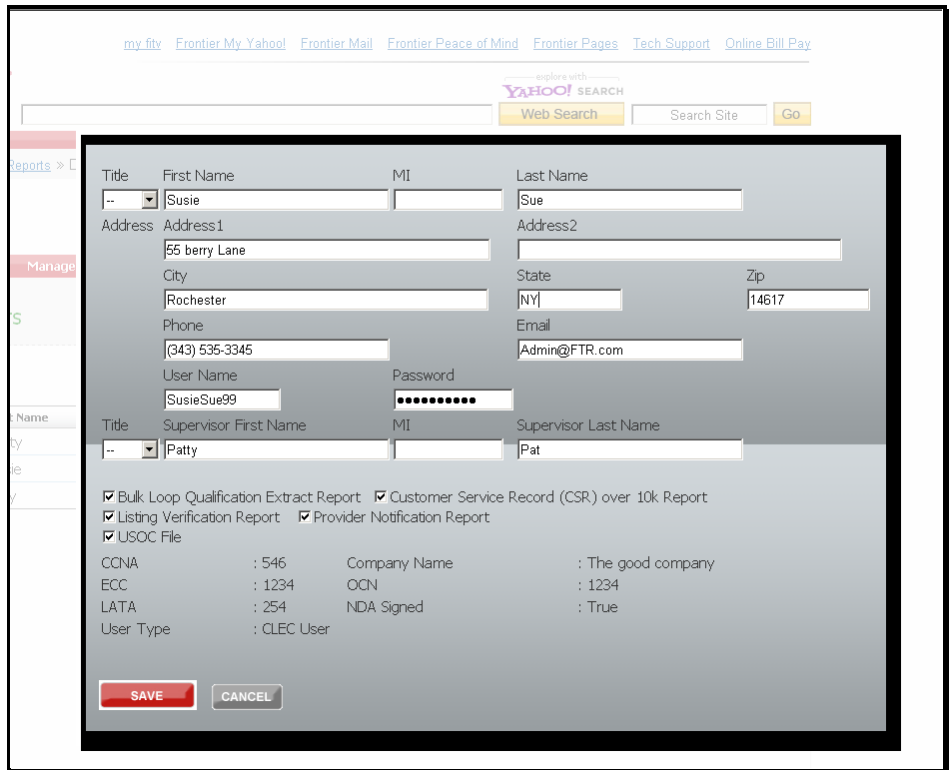 my fitv Frontier My Yahoo! Frontier Mail Frontier Peace of Mind Frontier Pages Tech Support Online Bill Pay
explore with
YAHOO! SEARCH
Web Search Search Site Go
Reports » D
Title First Name MI Last Name
-- Susie Sue
Address Address1 Address2
55 berry Lane
Manage
City State Zip
Rochester NY 14617
Phone Email
(343) 535-3345 Admin@FTR.com
User Name Password
SusieSue99 ●●●●●●●●●●
t Name
Title Supervisor First Name MI Supervisor Last Name
-- Patty Pat
Bulk Loop Qualification Extract Report Customer Service Record (CSR) over 10k Report
Listing Verification Report Provider Notification Report
USOC File
CCNA : 546 Company Name : The good company
ECC : 1234 OCN : 1234
LATA : 254 NDA Signed : True
User Type : CLEC User
SAVE CANCEL